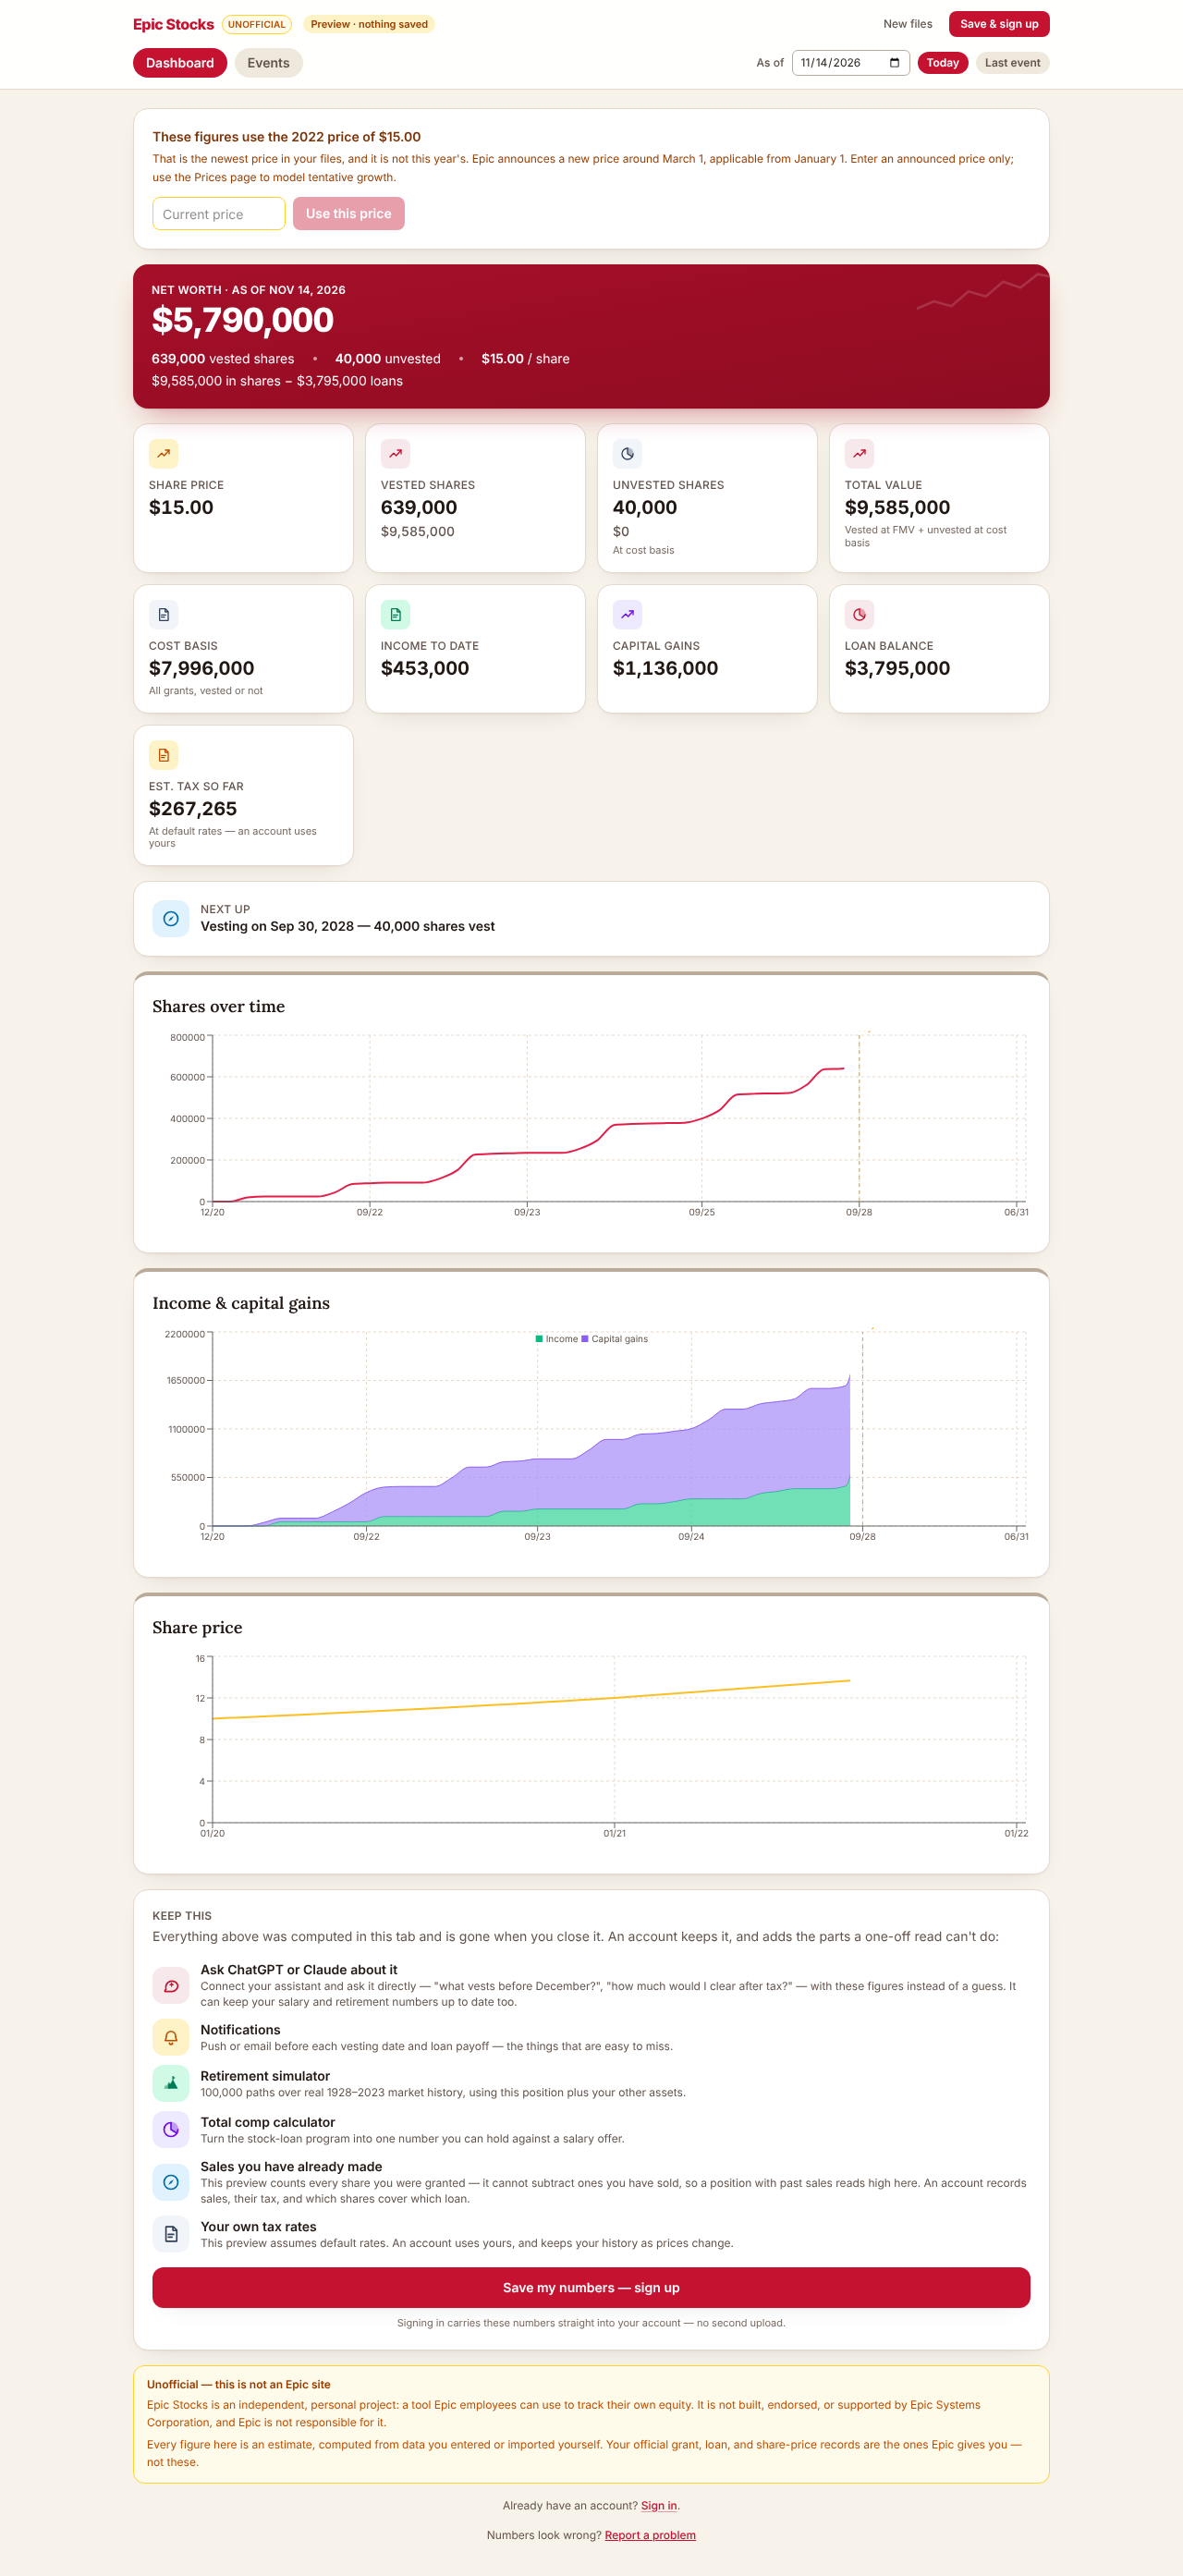 Epic Stocks
UNOFFICIAL
Preview · nothing saved
New files
Save & sign up
Dashboard
Events
As of
11/14/2026
Today
Last event
These figures use the 2022 price of $15.00
That is the newest price in your files, and it is not this year's. Epic announces a new price around March 1, applicable from January 1. Enter an announced price only;
use the Prices page to model tentative growth.
Current price
Use this price
NET WORTH · AS OF NOV 14, 2026
$5,790,000
639,000 vested shares • 40,000 unvested • $15.00 / share
$9,585,000 in shares − $3,795,000 loans
SHARE PRICE
$15.00
VESTED SHARES
639,000
$9,585,000
UNVESTED SHARES
40,000
$0
At cost basis
TOTAL VALUE
$9,585,000
Vested at FMV + unvested at cost
basis
COST BASIS
$7,996,000
All grants, vested or not
INCOME TO DATE
$453,000
CAPITAL GAINS
$1,136,000
LOAN BALANCE
$3,795,000
EST. TAX SO FAR
$267,265
At default rates — an account uses
yours
NEXT UP
Vesting on Sep 30, 2028 — 40,000 shares vest
Shares over time
800000
600000
400000
200000
0
12/20 09/22 09/23 09/25 09/28 06/31
Income & capital gains
Income Capital gains
2200000
1650000
1100000
550000
0
12/20 09/22 09/23 09/24 09/28 06/31
Share price
16
12
8
4
0
01/20 01/21 01/22
KEEP THIS
Everything above was computed in this tab and is gone when you close it. An account keeps it, and adds the parts a one-off read can't do:
Ask ChatGPT or Claude about it
Connect your assistant and ask it directly — "what vests before December?", "how much would I clear after tax?" — with these figures instead of a guess. It
can keep your salary and retirement numbers up to date too.
Notifications
Push or email before each vesting date and loan payoff — the things that are easy to miss.
Retirement simulator
100,000 paths over real 1928–2023 market history, using this position plus your other assets.
Total comp calculator
Turn the stock-loan program into one number you can hold against a salary offer.
Sales you have already made
This preview counts every share you were granted — it cannot subtract ones you have sold, so a position with past sales reads high here. An account records
sales, their tax, and which shares cover which loan.
Your own tax rates
This preview assumes default rates. An account uses yours, and keeps your history as prices change.
Save my numbers — sign up
Signing in carries these numbers straight into your account — no second upload.
Unofficial — this is not an Epic site
Epic Stocks is an independent, personal project: a tool Epic employees can use to track their own equity. It is not built, endorsed, or supported by Epic Systems
Corporation, and Epic is not responsible for it.
Every figure here is an estimate, computed from data you entered or imported yourself. Your official grant, loan, and share-price records are the ones Epic gives you —
not these.
Already have an account? Sign in.
Numbers look wrong? Report a problem